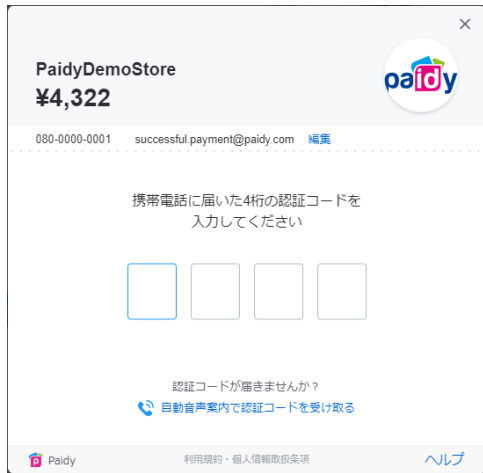 ×
PaidyDemoStore
¥4,322
paidy
080-0000-0001 successful.payment@paidy.com 編集
携帯電話に届いた4桁の認証コードを
入力してください
認証コードが届きませんか？
自動音声案内で認証コードを受け取る
p Paidy 利用規約・個人情報取扱条項 ヘルプ